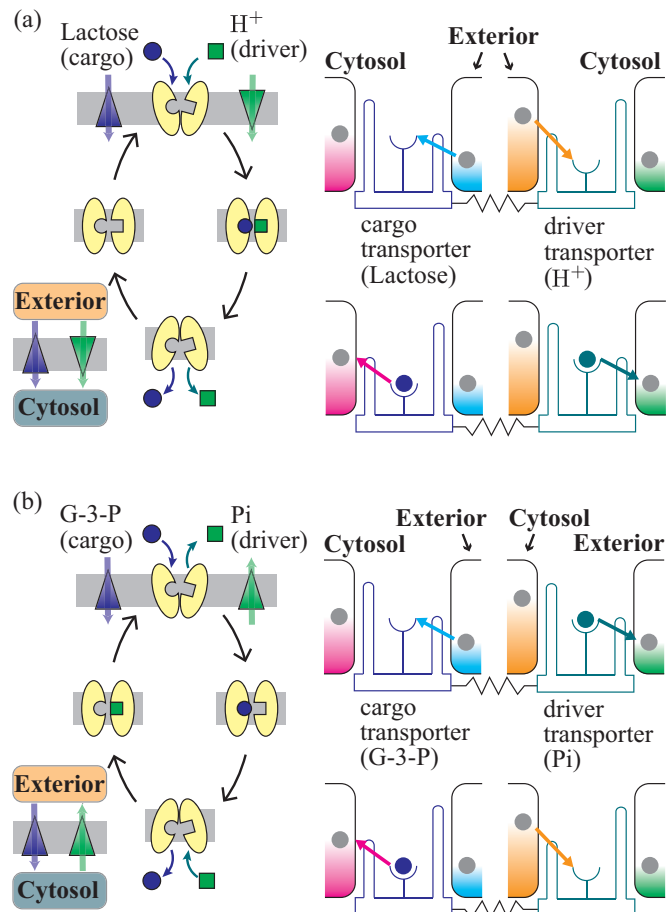 (a)
Lactose
(cargo)
H+
(driver)
Exterior
Cytosol
Cytosol
cargo
transporter
(Lactose)
driver
transporter
(H+)
Exterior
Cytosol
(b)
G-3-P
(cargo)
Pi
(driver)
Exterior
Cytosol
Cytosol
Exterior
cargo
transporter
(G-3-P)
driver
transporter
(Pi)
Exterior
Cytosol